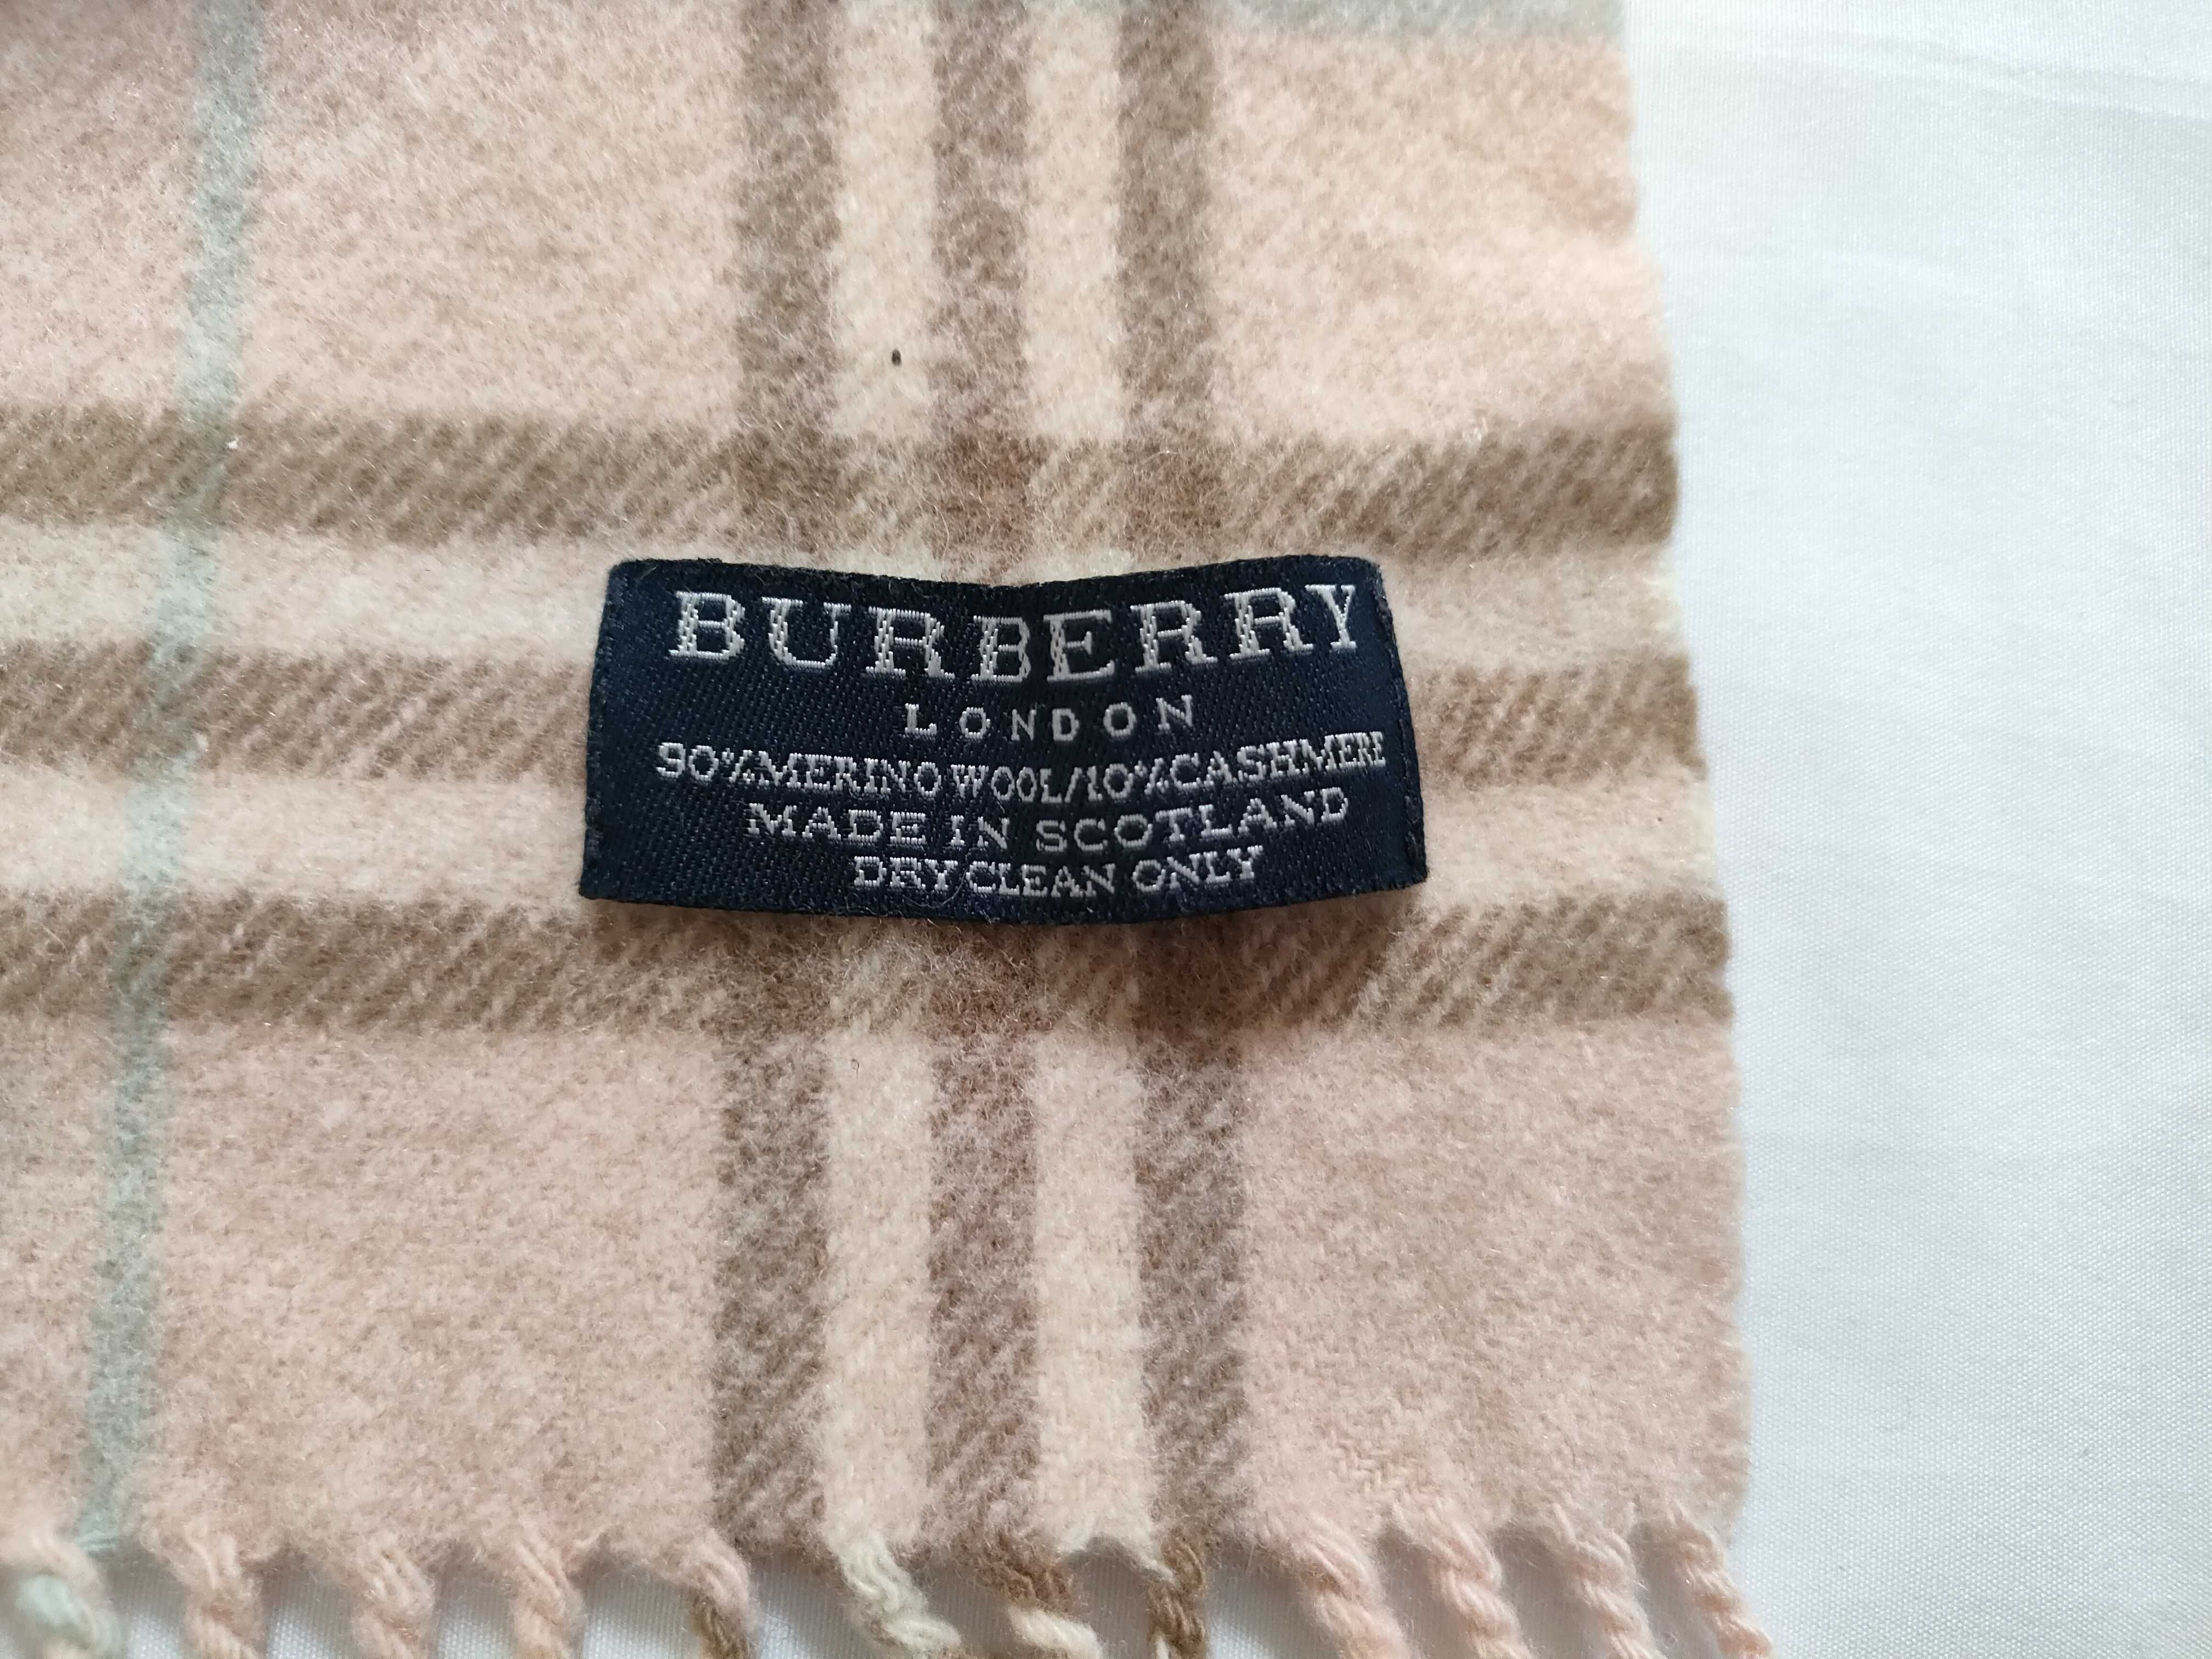 BURBERRY
LONDON
90%MERINO WOOL/10%CASHMERE
MADE IN SCOTLAND
DRY CLEAN ONLY